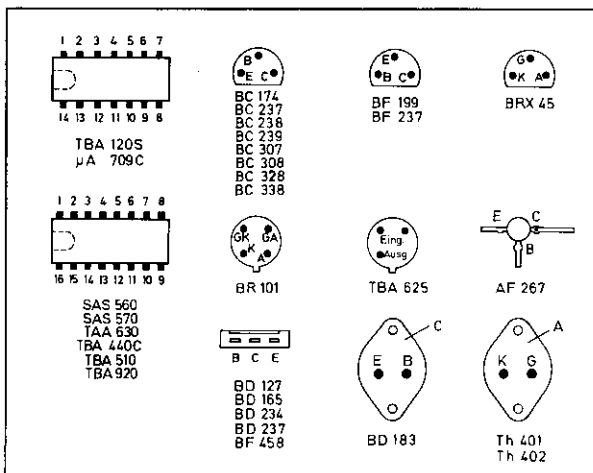 1 2 3 4 5 6 7
14 13 12 11 10 9 8
TBA 120S
µA 709C
B
E C
BC 174
BC 237
BC 238
BC 239
BC 307
BC 308
BC 328
BC 338
E
B C
BF 199
BF 237
G
K A
BRX 45
1 2 3 4 5 6 7 8
16 15 14 13 12 11 10 9
SAS 560
SAS 570
TAA 630
TBA 440C
TBA 510
TBA 920
GK GA
K
A
BR 101
Eing.
Ausg.
TBA 625
E C
B
AF 267
B C E
BD 127
BD 165
BD 234
BD 237
BF 458
C
E B
BD 183
A
K G
Th 401
Th 402